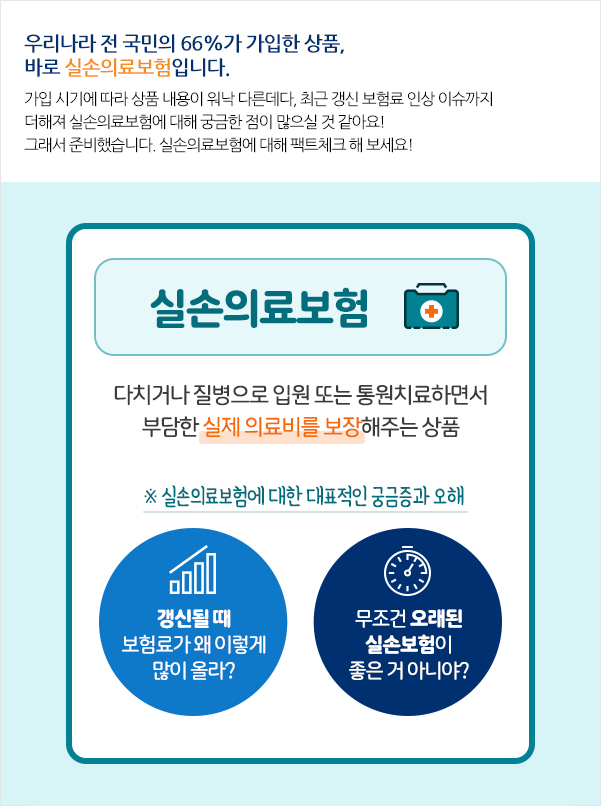 우리나라 전 국민의 66%가 가입한 상품,
바로 실손의료보험입니다.
가입 시기에 따라 상품 내용이 워낙 다른데다, 최근 갱신 보험료 인상 이슈까지
더해져 실손의료보험에 대해 궁금한 점이 많으실 것 같아요!
그래서 준비했습니다. 실손의료보험에 대해 팩트체크 해 보세요!
실손의료보험
다치거나 질병으로 입원 또는 통원치료하면서
부담한 실제 의료비를 보장해주는 상품
※ 실손의료보험에 대한 대표적인 궁금증과 오해
갱신될 때
보험료가 왜 이렇게
많이 올라?
무조건 오래된
실손보험이
좋은 거 아니야?